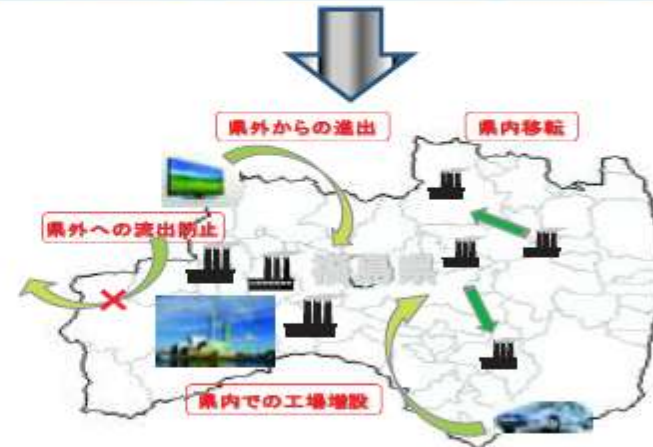 県外からの進出
県内移転
県外への流出防止
福島県
県内での工場増設